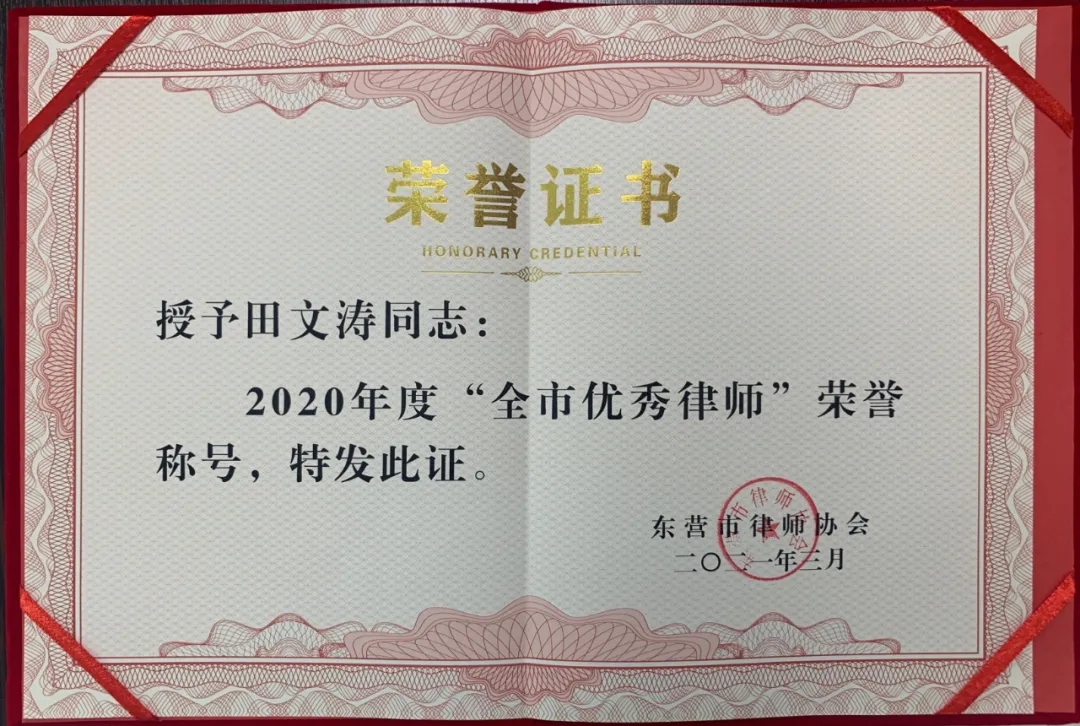 荣誉证书
HONORARY CREDENTIAL
授予田文涛同志：
2020年度“全市优秀律师”荣誉
称号，特发此证。
东营市律师协会
二〇二一年三月